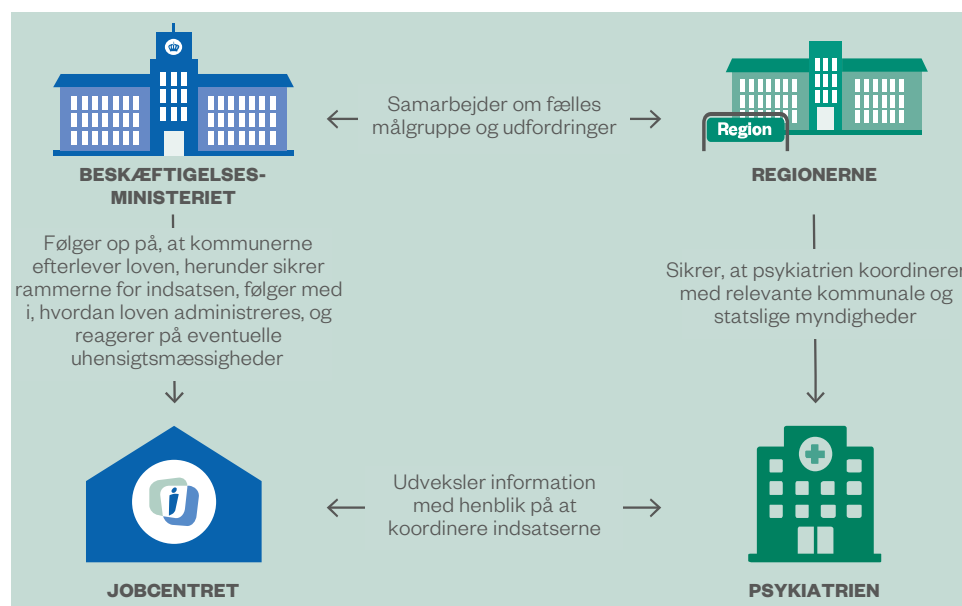 Samarbejder om fælles
målgruppe og udfordringer
Region
BESKÆFTIGELSES-
MINISTERIET
REGIONERNE
Følger op på, at kommunerne
efterlever loven, herunder sikrer
rammerne for indsatsen, følger med
i, hvordan loven administreres, og
reagerer på eventuelle
uhensigtsmæssigheder
Sikrer, at psykiatrien koordinerer
med relevante kommunale og
statslige myndigheder
Udveksler information
med henblik på at
koordinere indsatserne
JOBCENTRET
PSYKIATRIEN